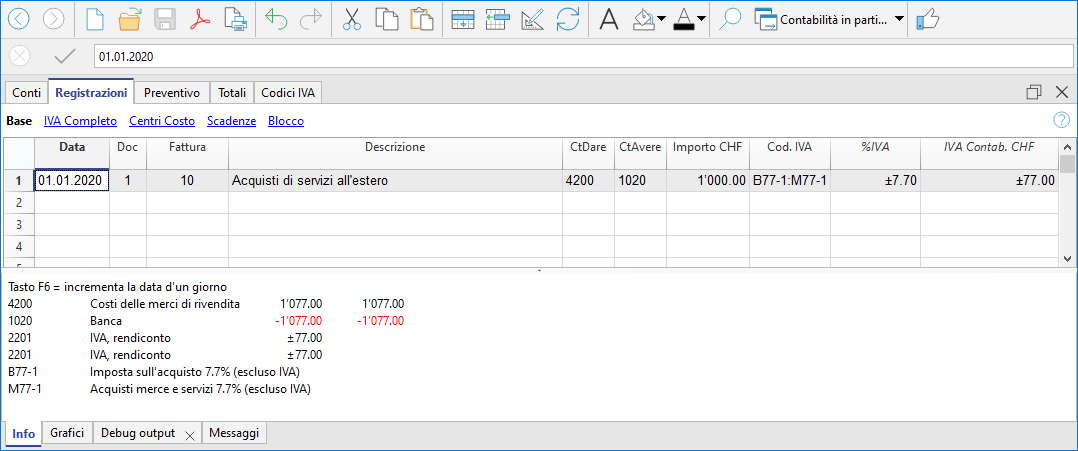 Contabilità in parti...
01.01.2020
Conti Registrazioni Preventivo Totali Codici IVA
Base IVA Completo Centri Costo Scadenze Blocco
Data Doc Fattura Descrizione CtDare CtAvere Importo CHF Cod. IVA %IVA IVA Contab. CHF
1 01.01.2020 1 10 Acquisti di servizi all'estero 4200 1020 1'000.00 B77-1:M77-1 ±7.70 ±77.00
2
3
4
5
Tasto F6 = incrementa la data d'un giorno
4200 Costi delle merci di rivendita 1'077.00 1'077.00
1020 Banca -1'077.00 -1'077.00
2201 IVA, rendiconto ±77.00
2201 IVA, rendiconto ±77.00
B77-1 Imposta sull'acquisto 7.7% (escluso IVA)
M77-1 Acquisti merce e servizi 7.7% (escluso IVA)
Info Grafici Debug output Messaggi